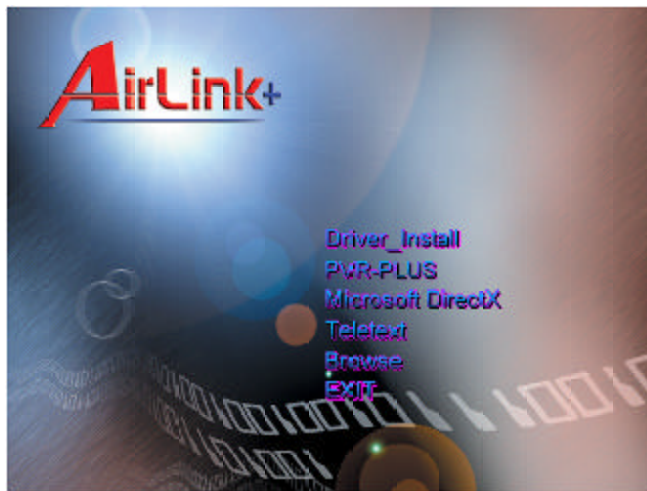 AirLink+
Driver_Install
PVR-PLUS
Microsoft DirectX
Teletext
Browse
EXIT